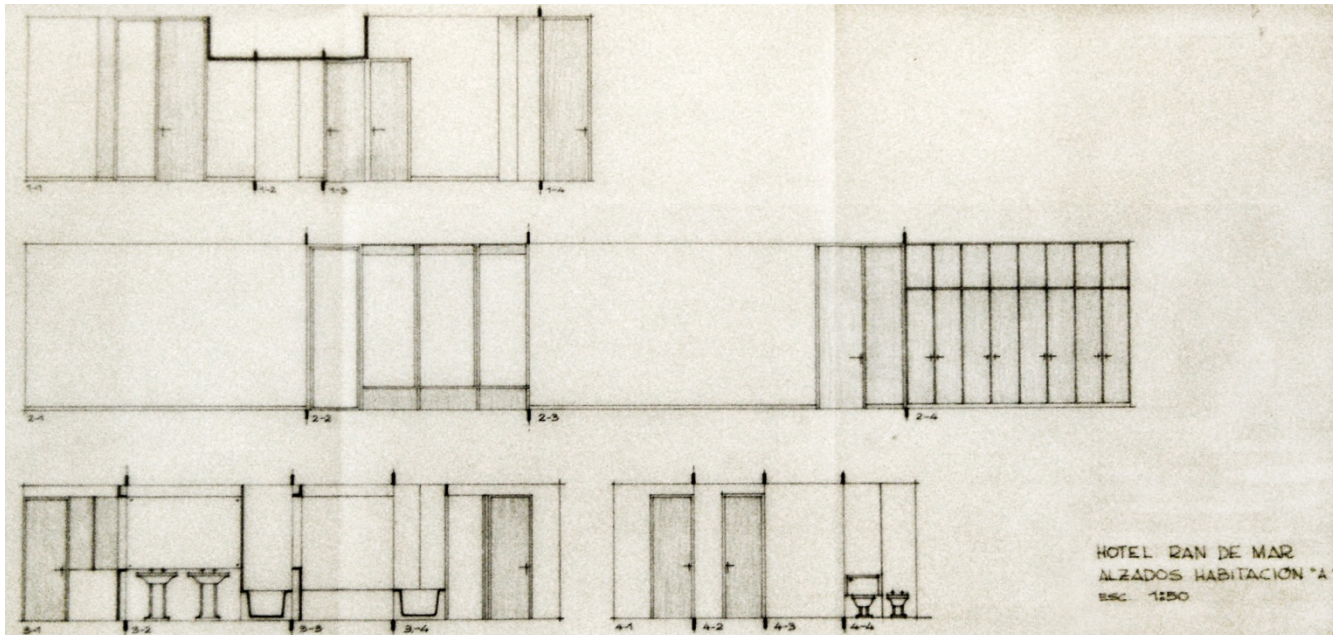 1-1 1-2 1-3 1-4
2-1 2-2 2-3 2-4
3-1 3-2 3-3 3-4 4-1 4-2 4-3 4-4
HOTEL RAN DE MAR
ALZADOS HABITACIÓN "A"
ESC. 1:50